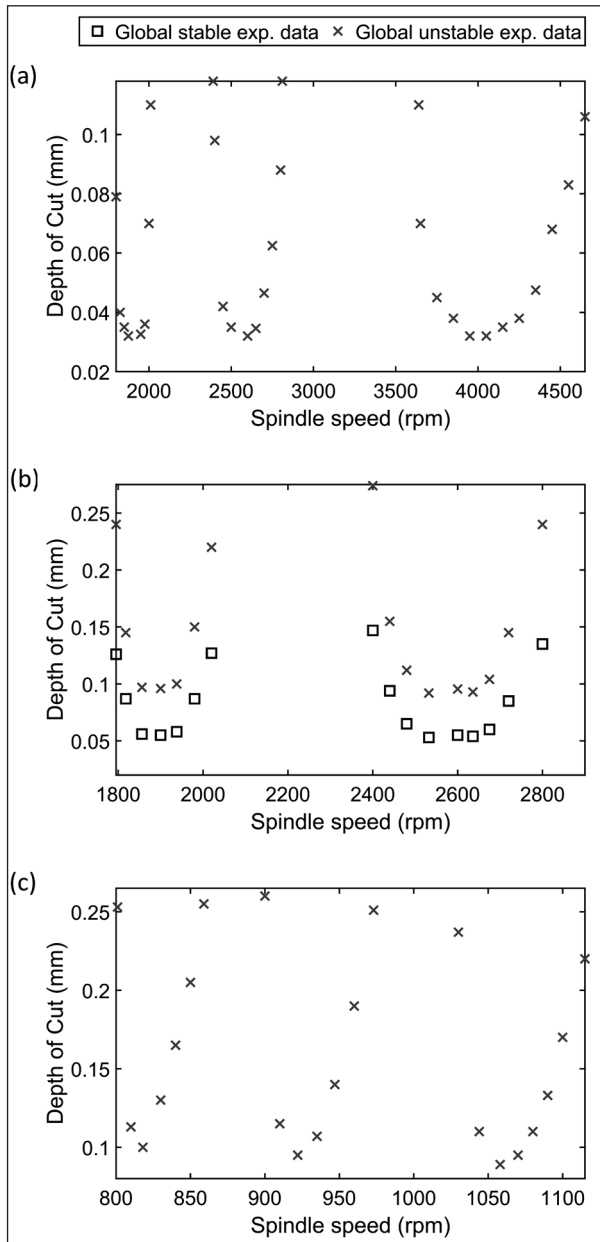 Global stable exp. data Global unstable exp. data
(a)
0.1
0.08
0.06
0.04
0.02
Depth of Cut (mm)
2000 2500 3000 3500 4000 4500
Spindle speed (rpm)
(b)
0.25
0.2
0.15
0.1
0.05
Depth of Cut (mm)
1800 2000 2200 2400 2600 2800
Spindle speed (rpm)
(c)
0.25
0.2
0.15
0.1
Depth of Cut (mm)
800 850 900 950 1000 1050 1100
Spindle speed (rpm)